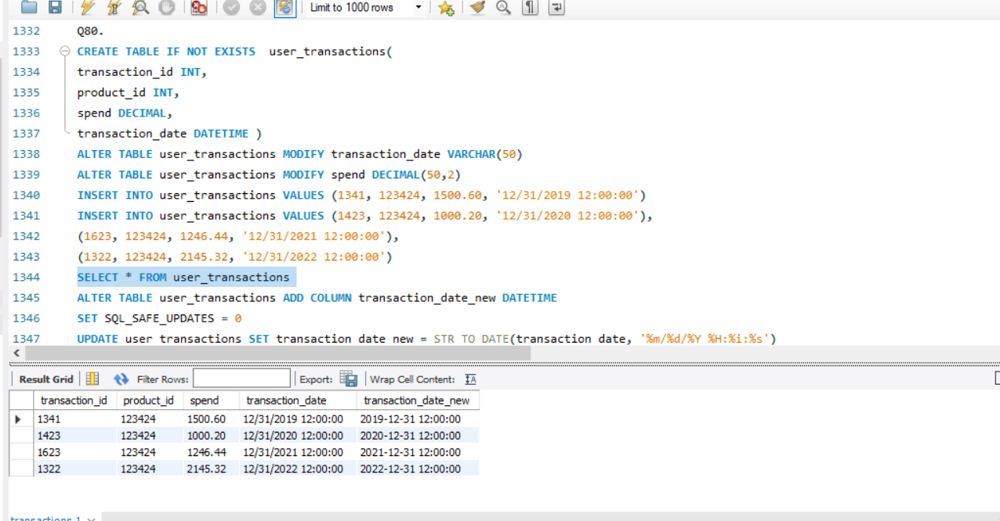 Limit to 1000 rows
1332 Q80.
1333 CREATE TABLE IF NOT EXISTS  user_transactions(
1334 transaction_id INT,
1335 product_id INT,
1336 spend DECIMAL,
1337 transaction_date DATETIME )
1338 ALTER TABLE user_transactions MODIFY transaction_date VARCHAR(50)
1339 ALTER TABLE user_transactions MODIFY spend DECIMAL(50,2)
1340 INSERT INTO user_transactions VALUES (1341, 123424, 1500.60, '12/31/2019 12:00:00')
1341 INSERT INTO user_transactions VALUES (1423, 123424, 1000.20, '12/31/2020 12:00:00'),
1342 (1623, 123424, 1246.44, '12/31/2021 12:00:00'),
1343 (1322, 123424, 2145.32, '12/31/2022 12:00:00')
1344 SELECT * FROM user_transactions
1345 ALTER TABLE user_transactions ADD COLUMN transaction_date_new DATETIME
1346 SET SQL_SAFE_UPDATES = 0
1347 UPDATE user_transactions SET transaction_date_new = STR_TO_DATE(transaction_date, '%m/%d/%Y %H:%i:%s')
Result Grid Filter Rows: Export: Wrap Cell Content: IA
transaction_id product_id spend transaction_date transaction_date_new
1341 123424 1500.60 12/31/2019 12:00:00 2019-12-31 12:00:00
1423 123424 1000.20 12/31/2020 12:00:00 2020-12-31 12:00:00
1623 123424 1246.44 12/31/2021 12:00:00 2021-12-31 12:00:00
1322 123424 2145.32 12/31/2022 12:00:00 2022-12-31 12:00:00
transactions 1